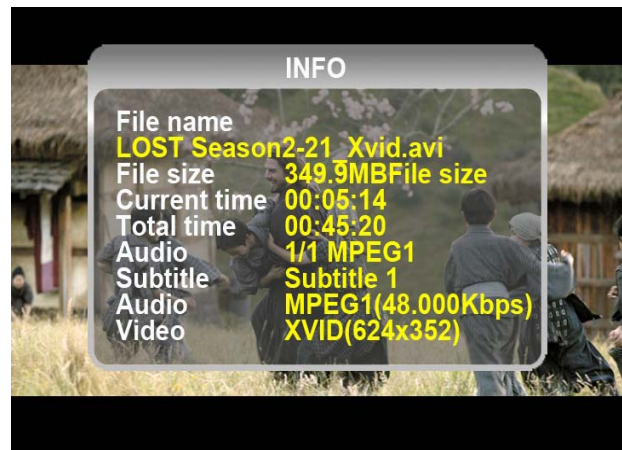 INFO
File name
LOST Season2-21_Xvid.avi
File size 349.9MBFile size
Current time 00:05:14
Total time 00:45:20
Audio 1/1 MPEG1
Subtitle Subtitle 1
Audio MPEG1(48.000Kbps)
Video XVID(624x352)